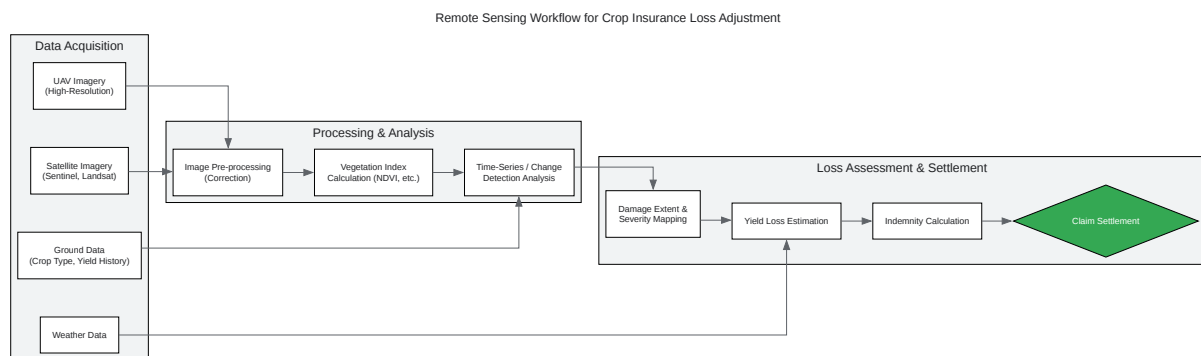 Remote Sensing Workflow for Crop Insurance Loss Adjustment
Data Acquisition
UAV Imagery
(High-Resolution)
Satellite Imagery
(Sentinel, Landsat)
Ground Data
(Crop Type, Yield History)
Weather Data
Processing & Analysis
Image Pre-processing
(Correction)
Vegetation Index
Calculation (NDVI, etc.)
Time-Series / Change
Detection Analysis
Loss Assessment & Settlement
Damage Extent &
Severity Mapping
Yield Loss Estimation
Indemnity Calculation
Claim Settlement